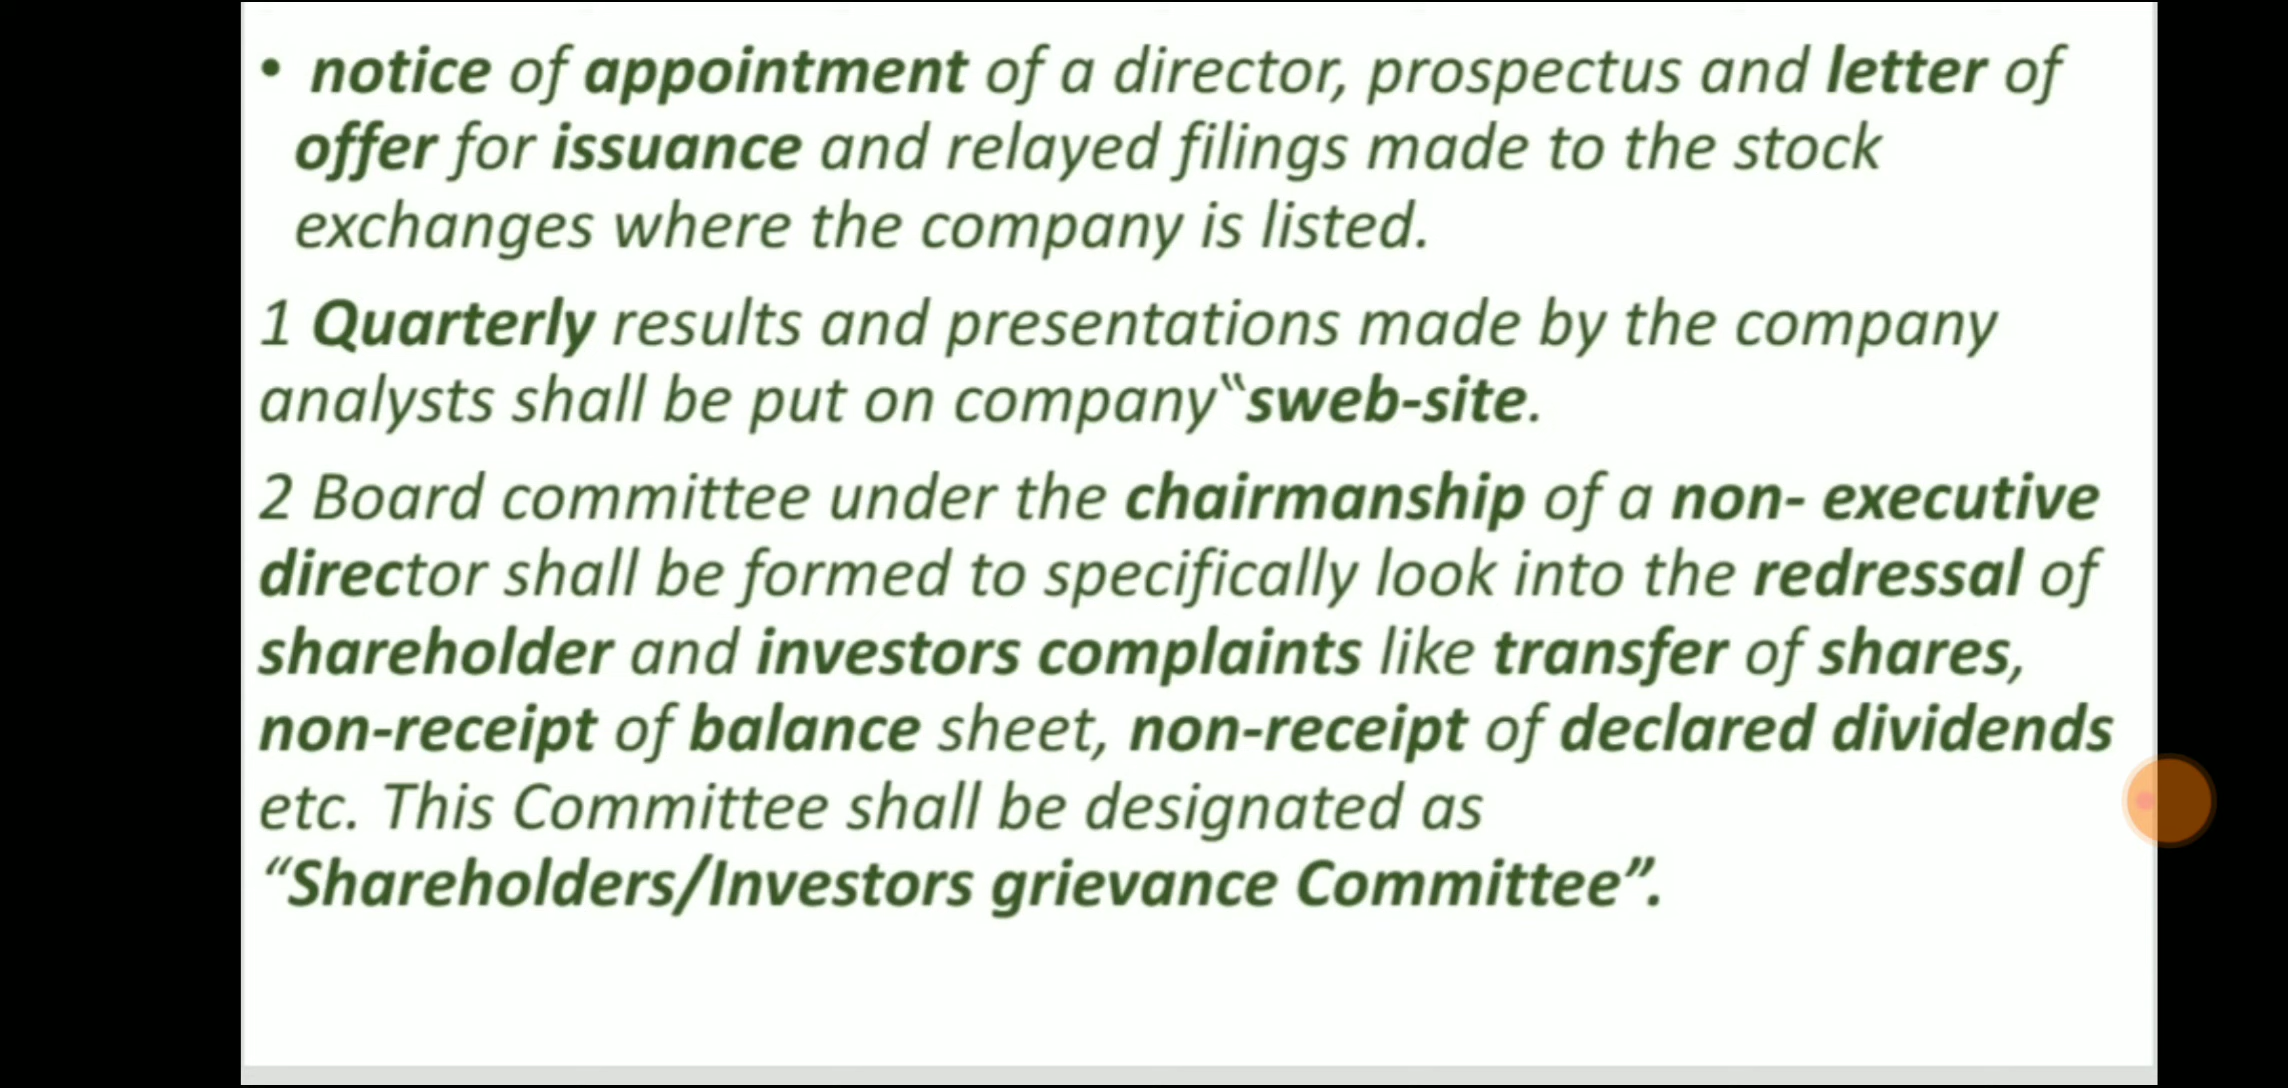 • notice of appointment of a director, prospectus and letter of
offer for issuance and relayed filings made to the stock
exchanges where the company is listed.
1 Quarterly results and presentations made by the company
analysts shall be put on company‟sweb-site.
2 Board committee under the chairmanship of a non- executive
director shall be formed to specifically look into the redressal of
shareholder and investors complaints like transfer of shares,
non-receipt of balance sheet, non-receipt of declared dividends
etc. This Committee shall be designated as
“Shareholders/Investors grievance Committee”.